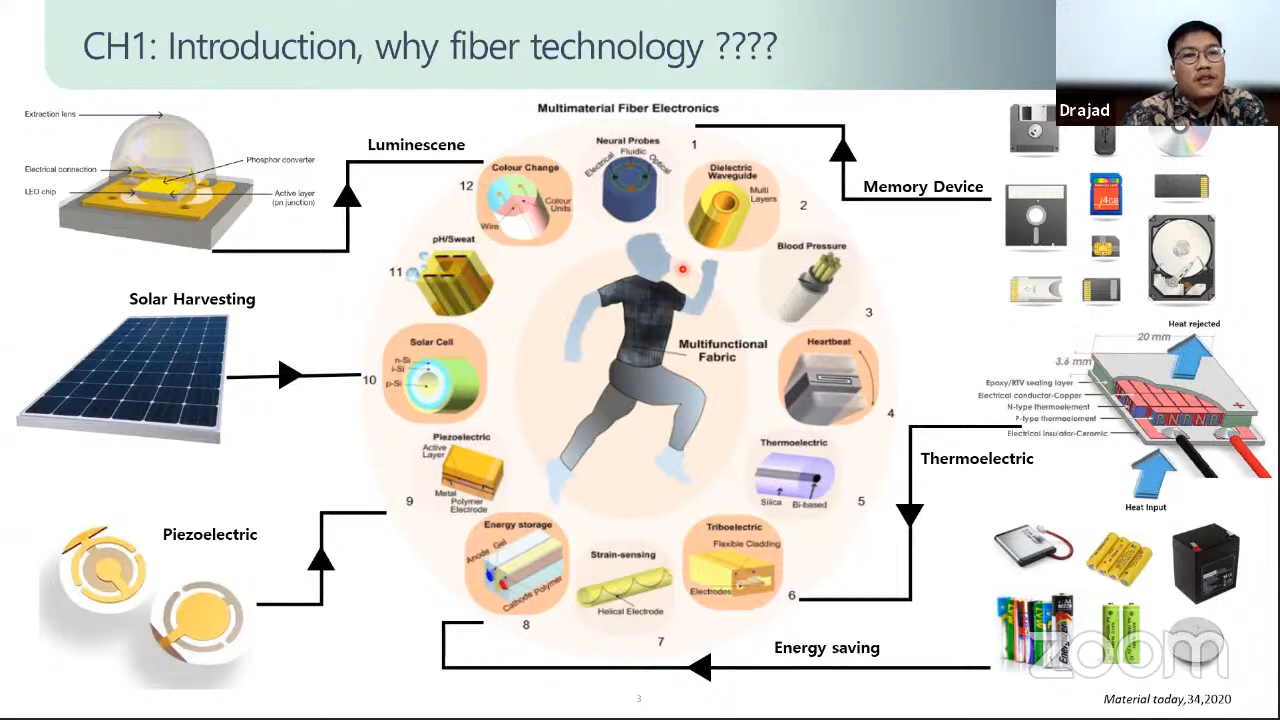 CH1: Introduction, why fiber technology ????
Drajad
Multimaterial Fiber Electronics
Extraction lens
Electrical connection
LED chip
Phosphor converter
Active layer
(pn junction)
Luminescene
Memory Device
Solar Harvesting
Piezoelectric
Thermoelectric
Energy saving
1
Neural Probes
Electrical
Fluidic
Optical
2
Dielectric
Waveguide
Multi
Layers
3
Blood Pressure
4
Heartbeat
5
Thermoelectric
Silica
Bi-based
6
Triboelectric
Flexible Cladding
Electrodes
7
Strain-sensing
Helical Electrode
8
Energy storage
Anode
Gel
Cathode
Polymer
9
Piezoelectric
Active
Layer
Metal
Polymer
Electrode
10
Solar Cell
n-Si
i-Si
p-Si
11
pH/Sweat
12
Colour Change
Colour
Units
Wire
Multifunctional
Fabric
Heat rejected
20 mm
3.6 mm
Epoxy/RTV sealing layer
Electrical conductor-Copper
N-type thermoelement
P-type thermoelement
Electrical insulator-Ceramic
P N P N P
Heat Input
zoom
3
Material today,34,2020